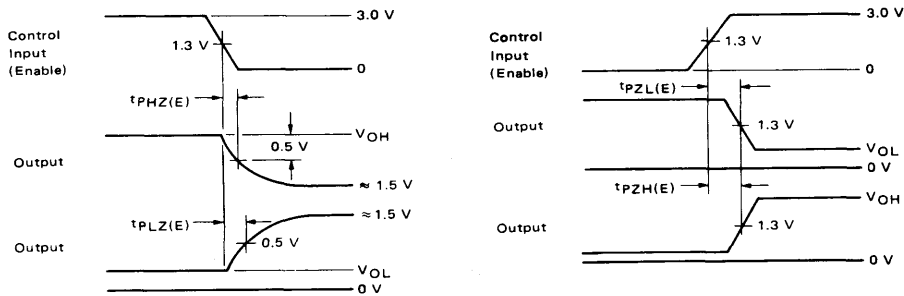 Control
Input
(Enable)
3.0 V
1.3 V
0
tPHZ(E)
VOH
0.5 V
Output
≈ 1.5 V
tPLZ(E)
≈ 1.5 V
Output
0.5 V
VOL
0 V
Control
Input
(Enable)
3.0 V
1.3 V
0
tPZL(E)
Output
1.3 V
VOL
0 V
tPZH(E)
VOH
Output
1.3 V
0 V